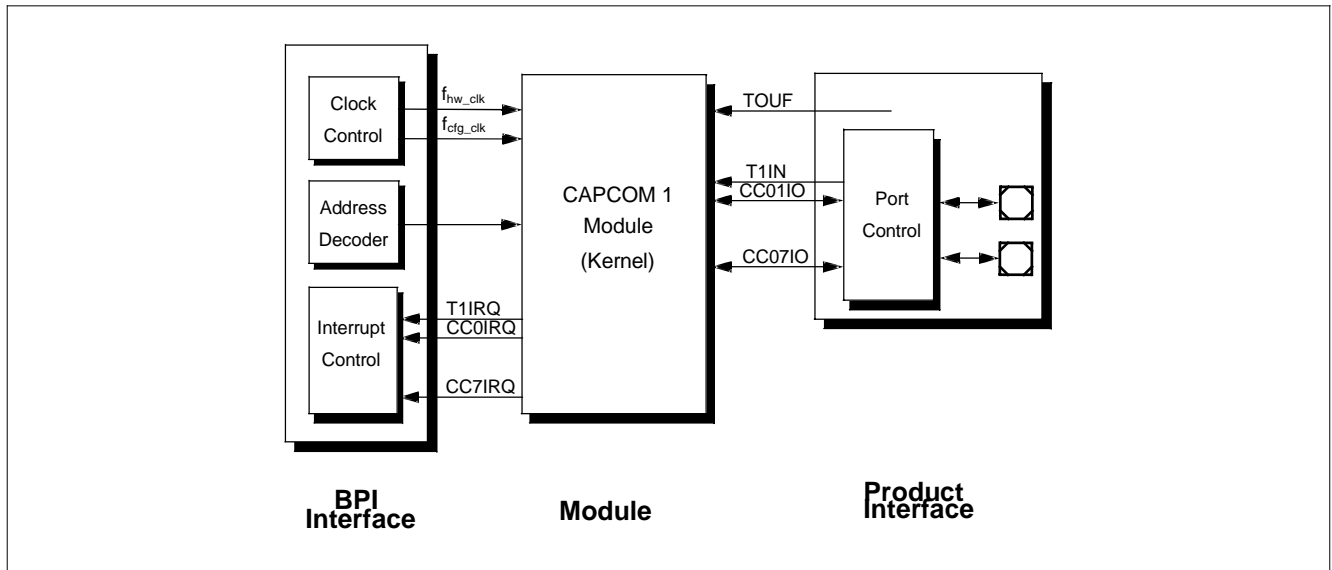 Clock
Control
f_hw_clk
f_cfg_clk
Address
Decoder
Interrupt
Control
T1IRQ
CC0IRQ
CC7IRQ
CAPCOM 1
Module
(Kernel)
TOUF
T1IN
CC01IO
CC07IO
Port
Control
BPI
Interface
Module
Product
Interface